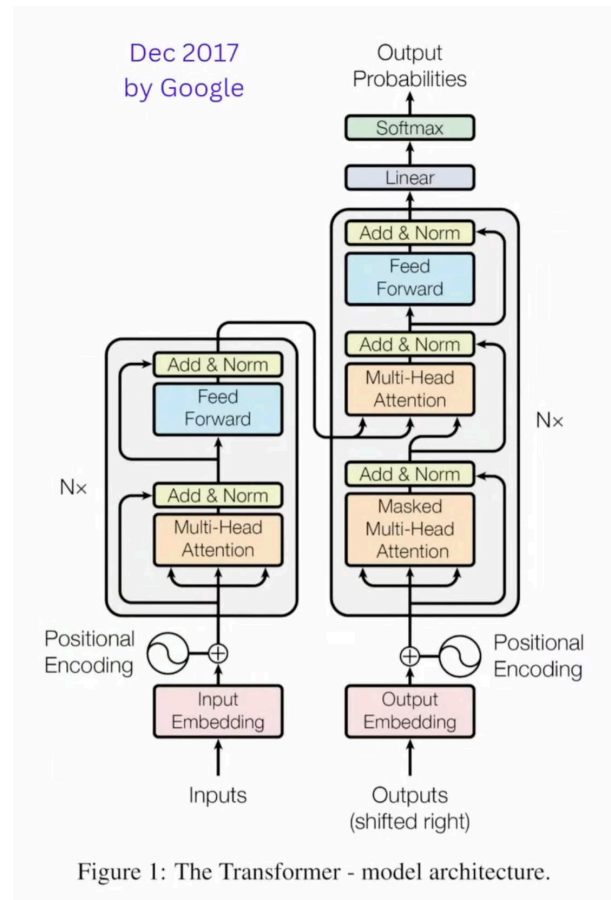 Dec 2017
by Google
Output
Probabilities
Softmax
Linear
Add & Norm
Feed
Forward
Add & Norm
Multi-Head
Attention
Add & Norm
Masked
Multi-Head
Attention
N×
Add & Norm
Feed
Forward
Add & Norm
Multi-Head
Attention
N×
Positional
Encoding
Positional
Encoding
Input
Embedding
Output
Embedding
Inputs
Outputs
(shifted right)
Figure 1: The Transformer - model architecture.